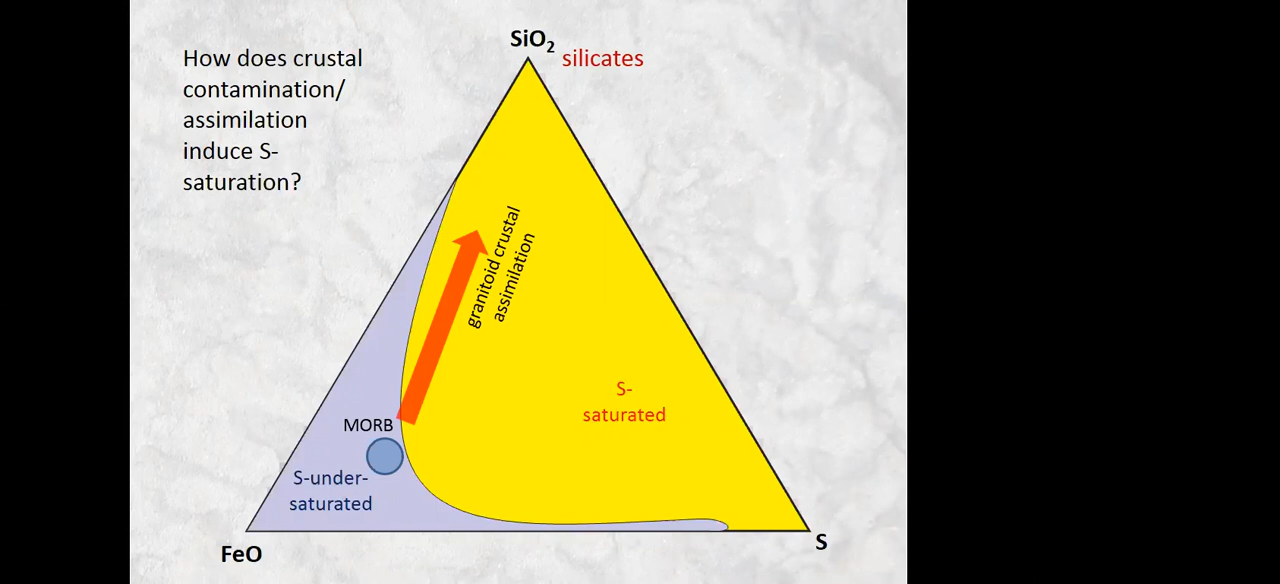 SiO2
silicates
How does crustal
contamination/
assimilation
induce S-
saturation?
granitoid crustal
assimilation
S-
saturated
MORB
S-under-
saturated
FeO
S